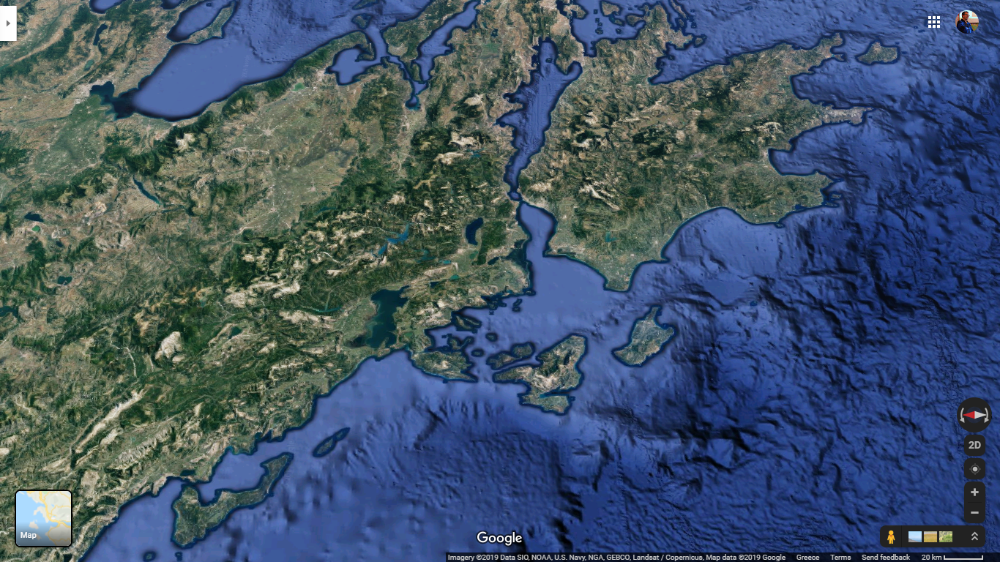 2D
Map
Google
Imagery ©2019 Data SIO, NOAA, U.S. Navy, NGA, GEBCO, Landsat / Copernicus, Map data ©2019 Google Greece Terms Send feedback 20 km